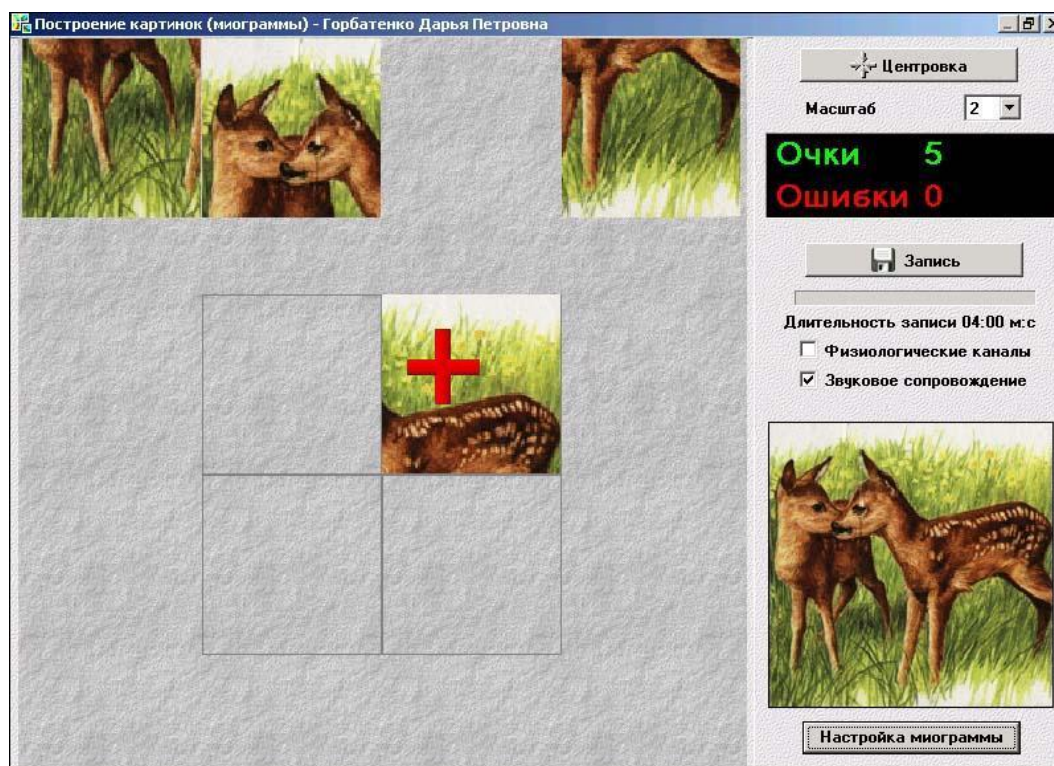 Построение картинок (миограммы) - Горбатенко Дарья Петровна
Центровка
Масштаб 2
Очки 5
Ошибки 0
Запись
Длительность записи 04:00 м:с
Физиологические каналы
Звуковое сопровождение
Настройка миограммы